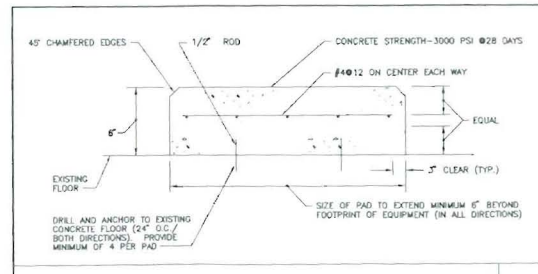 45° CHAMFERED EDGES
1/2" ROD
CONCRETE STRENGTH-3000 PSI @28 DAYS
#4@12 ON CENTER EACH WAY
6"
EQUAL
EXISTING
FLOOR
3" CLEAR (TYP.)
DRILL AND ANCHOR TO EXISTING
CONCRETE FLOOR (24" O.C./
BOTH DIRECTIONS). PROVIDE
MINIMUM OF 4 PER PAD
SIZE OF PAD TO EXTEND MINIMUM 6" BEYOND
FOOTPRINT OF EQUIPMENT (IN ALL DIRECTIONS)